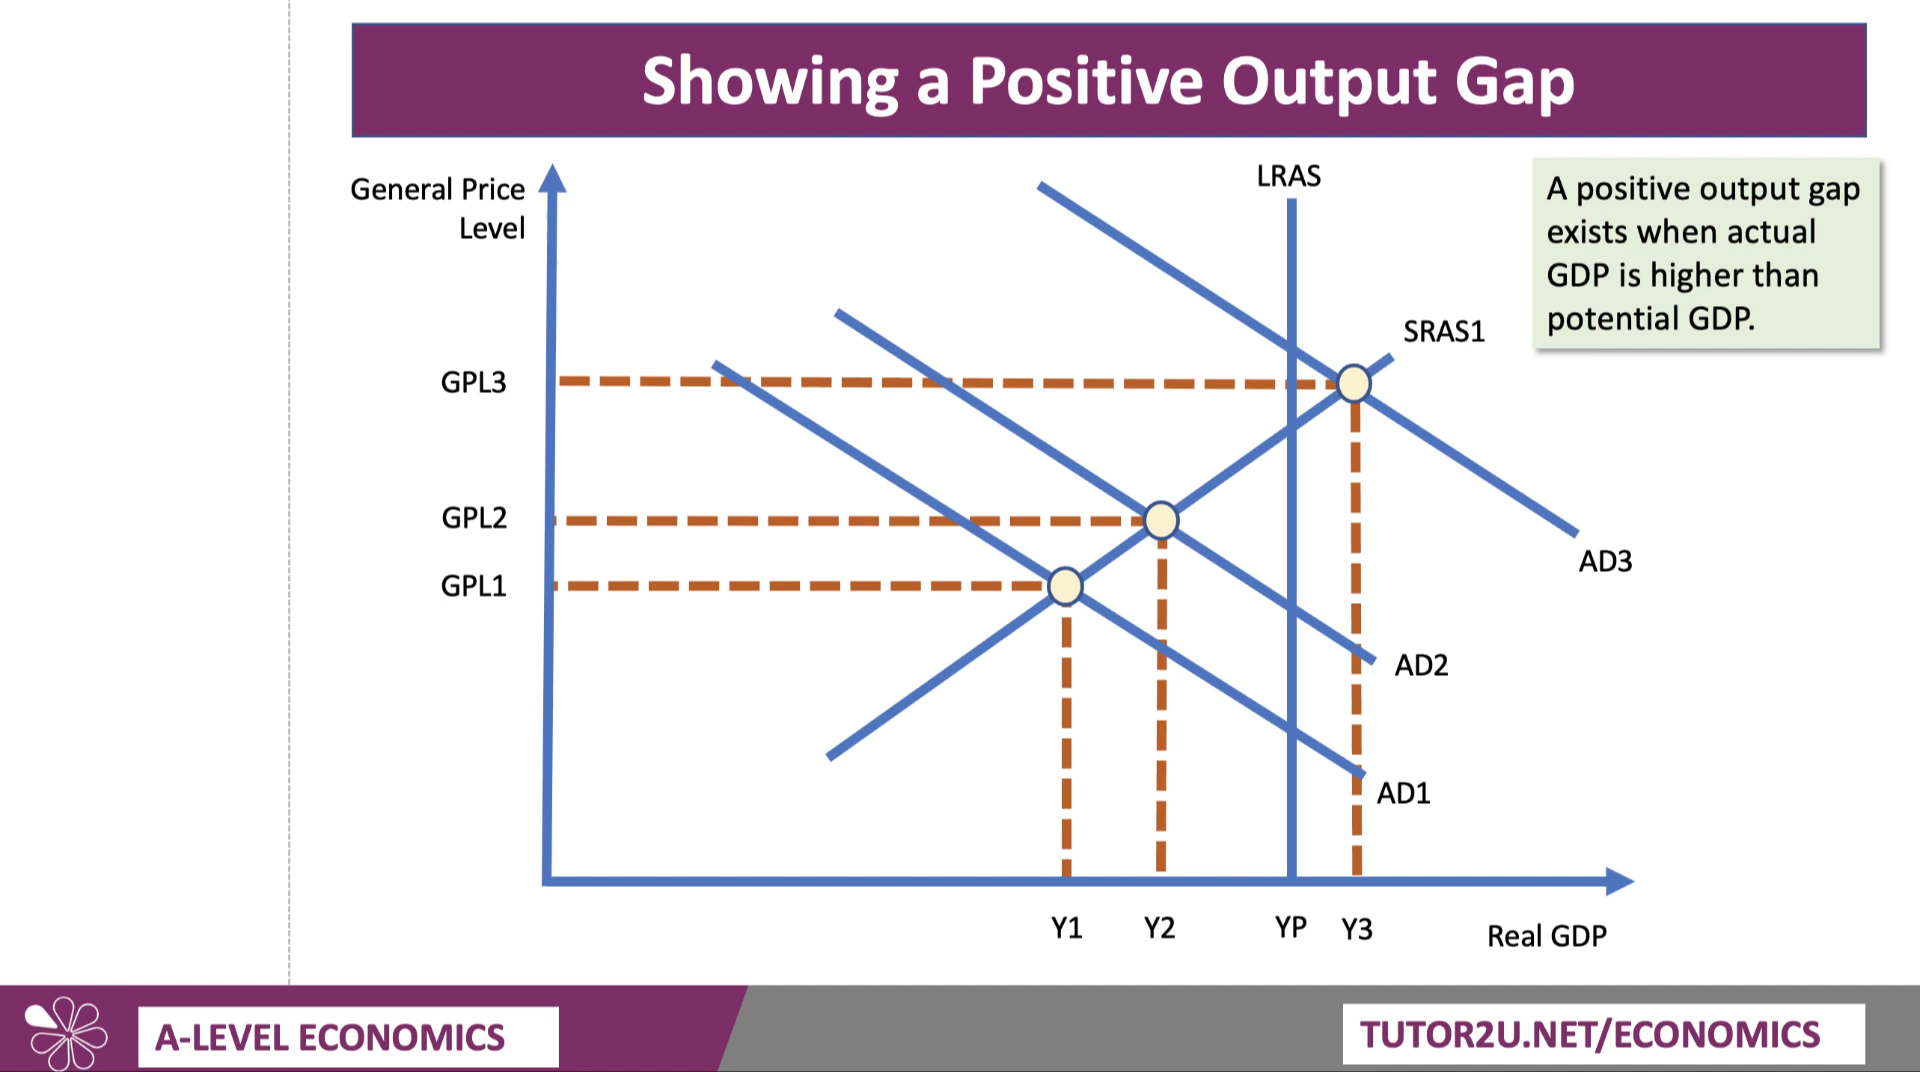 Showing a Positive Output Gap
General Price
Level
LRAS
A positive output gap
exists when actual
GDP is higher than
potential GDP.
SRAS1
GPL3
GPL2
GPL1
AD3
AD2
AD1
Y1
Y2
YP
Y3
Real GDP
A-LEVEL ECONOMICS
TUTOR2U.NET/ECONOMICS